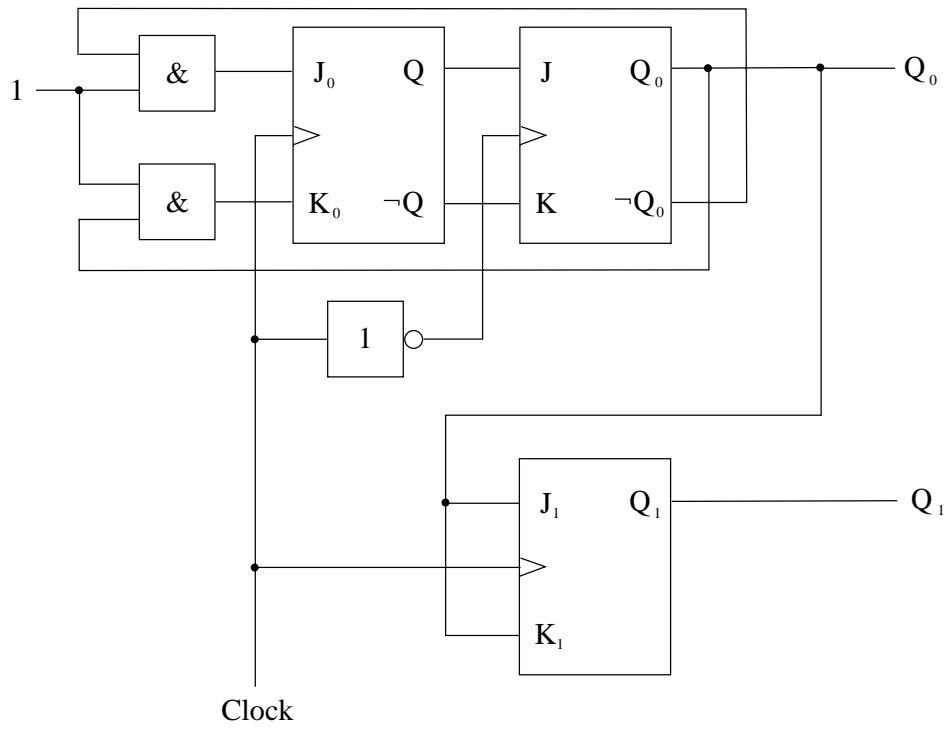 & J₀ Q J Q₀ Q₀
1
& K₀ ¬Q K ¬Q₀
1
J₁ Q₁ Q₁
K₁
Clock